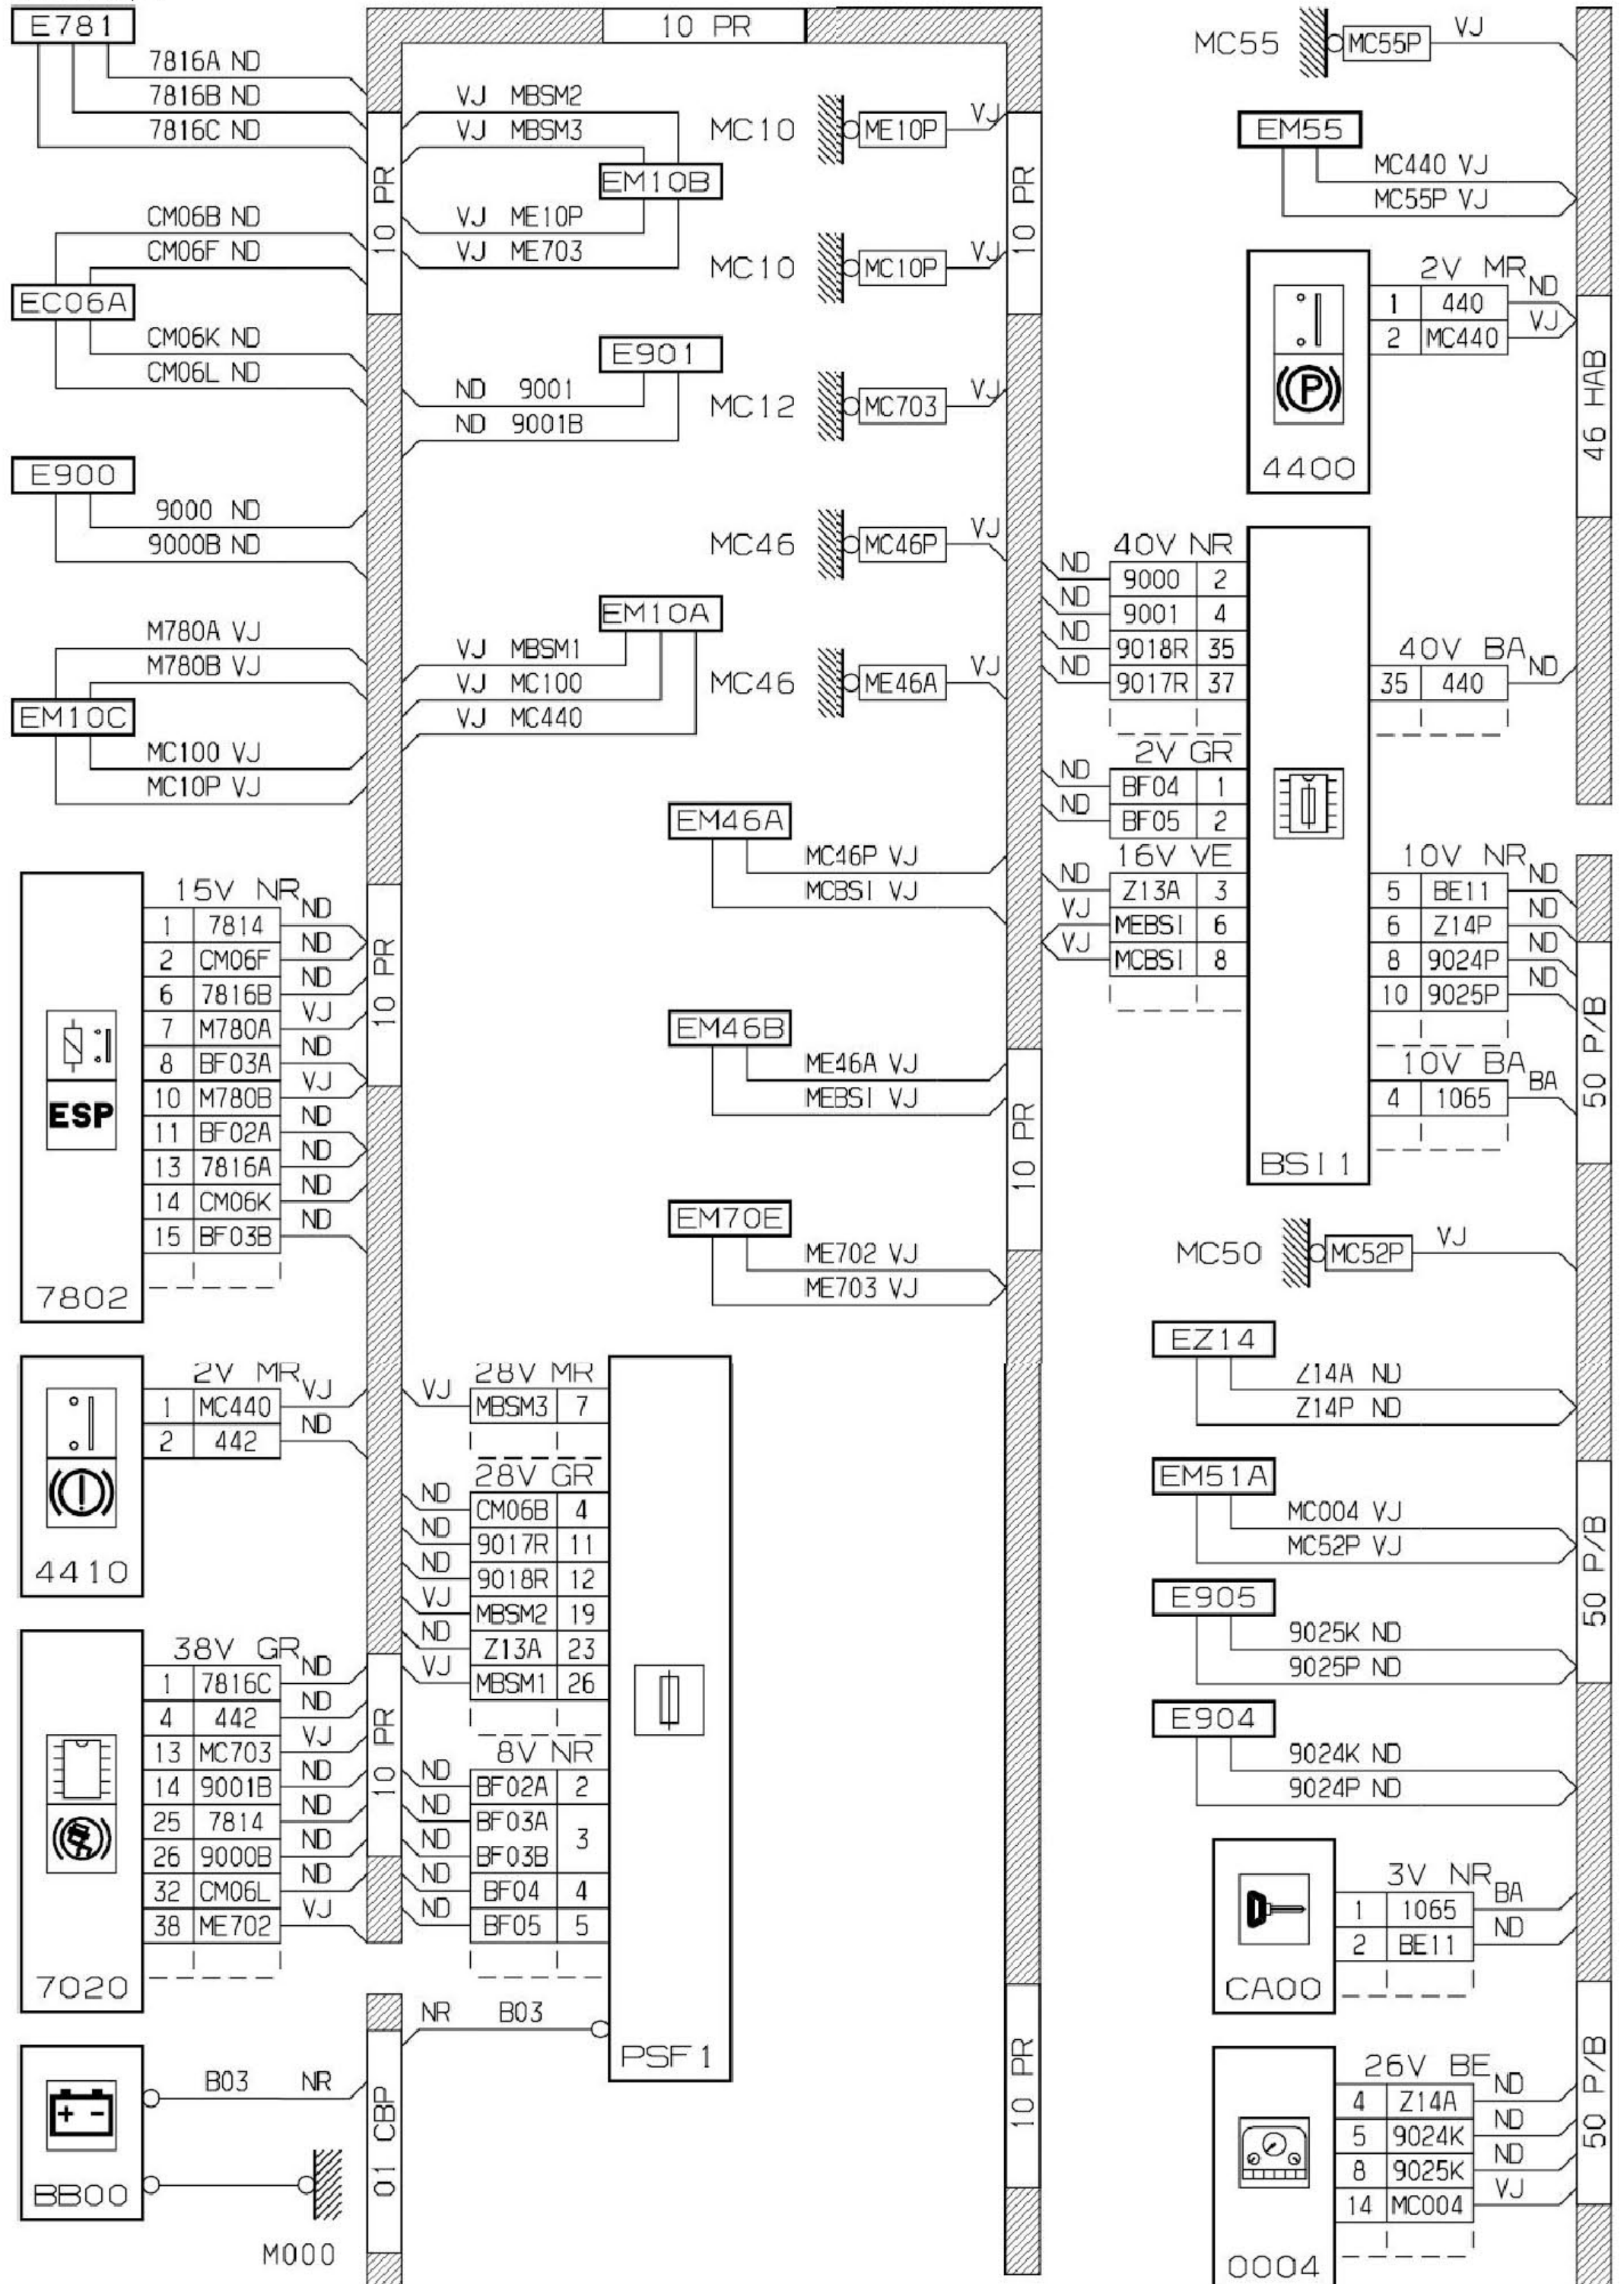 E781
7816A ND
7816B ND
7816C ND
CM06B ND
CM06F ND
EC06A
CM06K ND
CM06L ND
E900
9000 ND
9000B ND
M780A VJ
M780B VJ
EM10C
MC100 VJ
MC10P VJ
15V NR
1 7814 ND
2 CM06F ND
6 7816B ND
7 M780A VJ
8 BF03A ND
10 M780B VJ
11 BF02A ND
13 7816A ND
14 CM06K ND
15 BF03B ND
ESP
7802
2V MR
1 MC440 VJ
2 442 ND
4410
38V GR
1 7816C ND
4 442 ND
13 MC703 VJ
14 9001B ND
25 7814 ND
26 9000B ND
32 CM06L ND
38 ME702 VJ
7020
B03 NR
+ -
BB00
M000
10 PR
10 PR
10 PR
10 PR
01 CBP
VJ MBSM2
VJ MBSM3
EM10B
VJ ME10P
VJ ME703
E901
ND 9001
ND 9001B
EM10A
VJ MBSM1
VJ MC100
VJ MC440
MC10 ME10P VJ
MC10 MC10P VJ
MC12 MC703 VJ
MC46 MC46P VJ
MC46 ME46A VJ
EM46A
MC46P VJ
MCBSI VJ
EM46B
ME46A VJ
MEBSI VJ
EM70E
ME702 VJ
ME703 VJ
28V MR
VJ MBSM3 7
28V GR
ND CM06B 4
ND 9017R 11
ND 9018R 12
VJ MBSM2 19
ND Z13A 23
VJ MBSM1 26
8V NR
ND BF02A 2
ND BF03A 3
ND BF03B
ND BF04 4
ND BF05 5
NR B03
PSF1
10 PR
10 PR
10 PR
MC55 MC55P VJ
EM55
MC440 VJ
MC55P VJ
2V MR
1 440 ND
2 MC440 VJ
(P)
4400
46 HAB
40V NR
ND 9000 2
ND 9001 4
ND 9018R 35
ND 9017R 37
2V GR
ND BF04 1
ND BF05 2
16V VE
ND Z13A 3
VJ MEBSI 6
VJ MCBSI 8
40V BA
35 440 ND
10V NR
5 BE11 ND
6 Z14P ND
8 9024P ND
10 9025P ND
10V BA
4 1065 BA
BSI1
50 P/B
MC50 MC52P VJ
EZ14
Z14A ND
Z14P ND
EM51A
MC004 VJ
MC52P VJ
50 P/B
E905
9025K ND
9025P ND
E904
9024K ND
9024P ND
3V NR
1 1065 BA
2 BE11 ND
CA00
26V BE
4 Z14A ND
5 9024K ND
8 9025K ND
14 MC004 VJ
0004
50 P/B